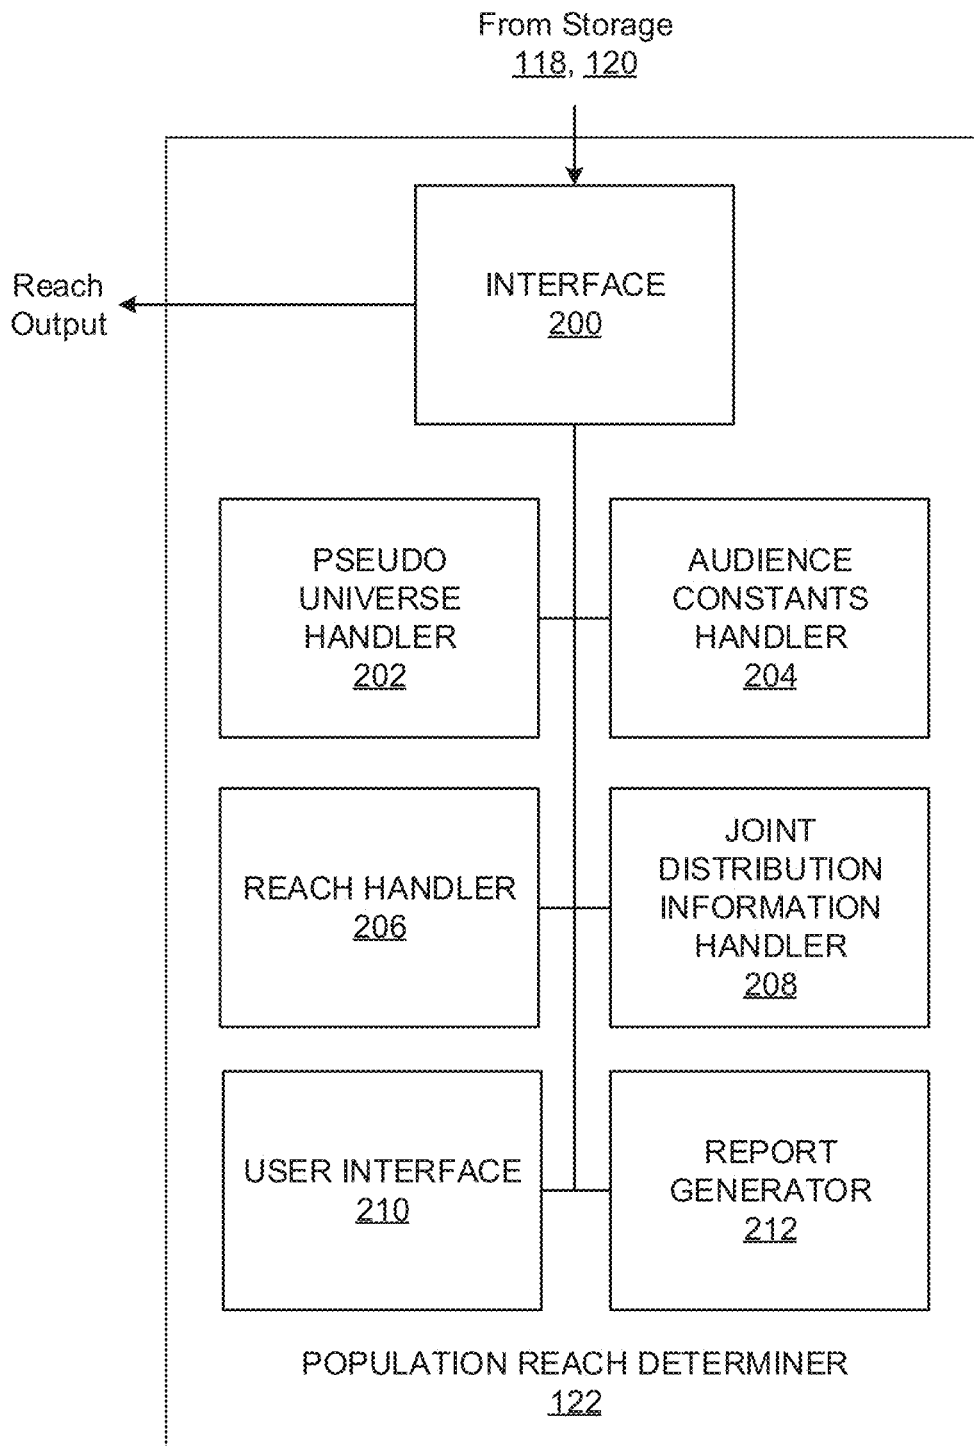 From Storage
118, 120
INTERFACE
200
Reach
Output
PSEUDO
UNIVERSE
HANDLER
202
AUDIENCE
CONSTANTS
HANDLER
204
REACH HANDLER
206
JOINT
DISTRIBUTION
INFORMATION
HANDLER
208
USER INTERFACE
210
REPORT
GENERATOR
212
POPULATION REACH DETERMINER
122